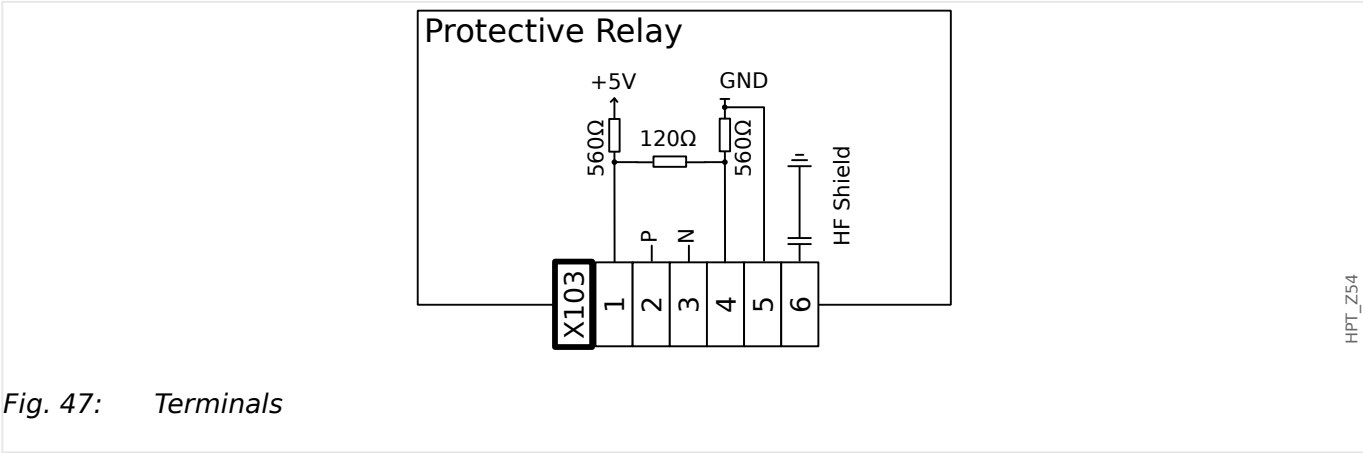 Protective Relay
+5V
GND
560Ω
120Ω
560Ω
HF Shield
P
N
X103
1
2
3
4
5
6
HPT_Z54
Fig. 47: Terminals